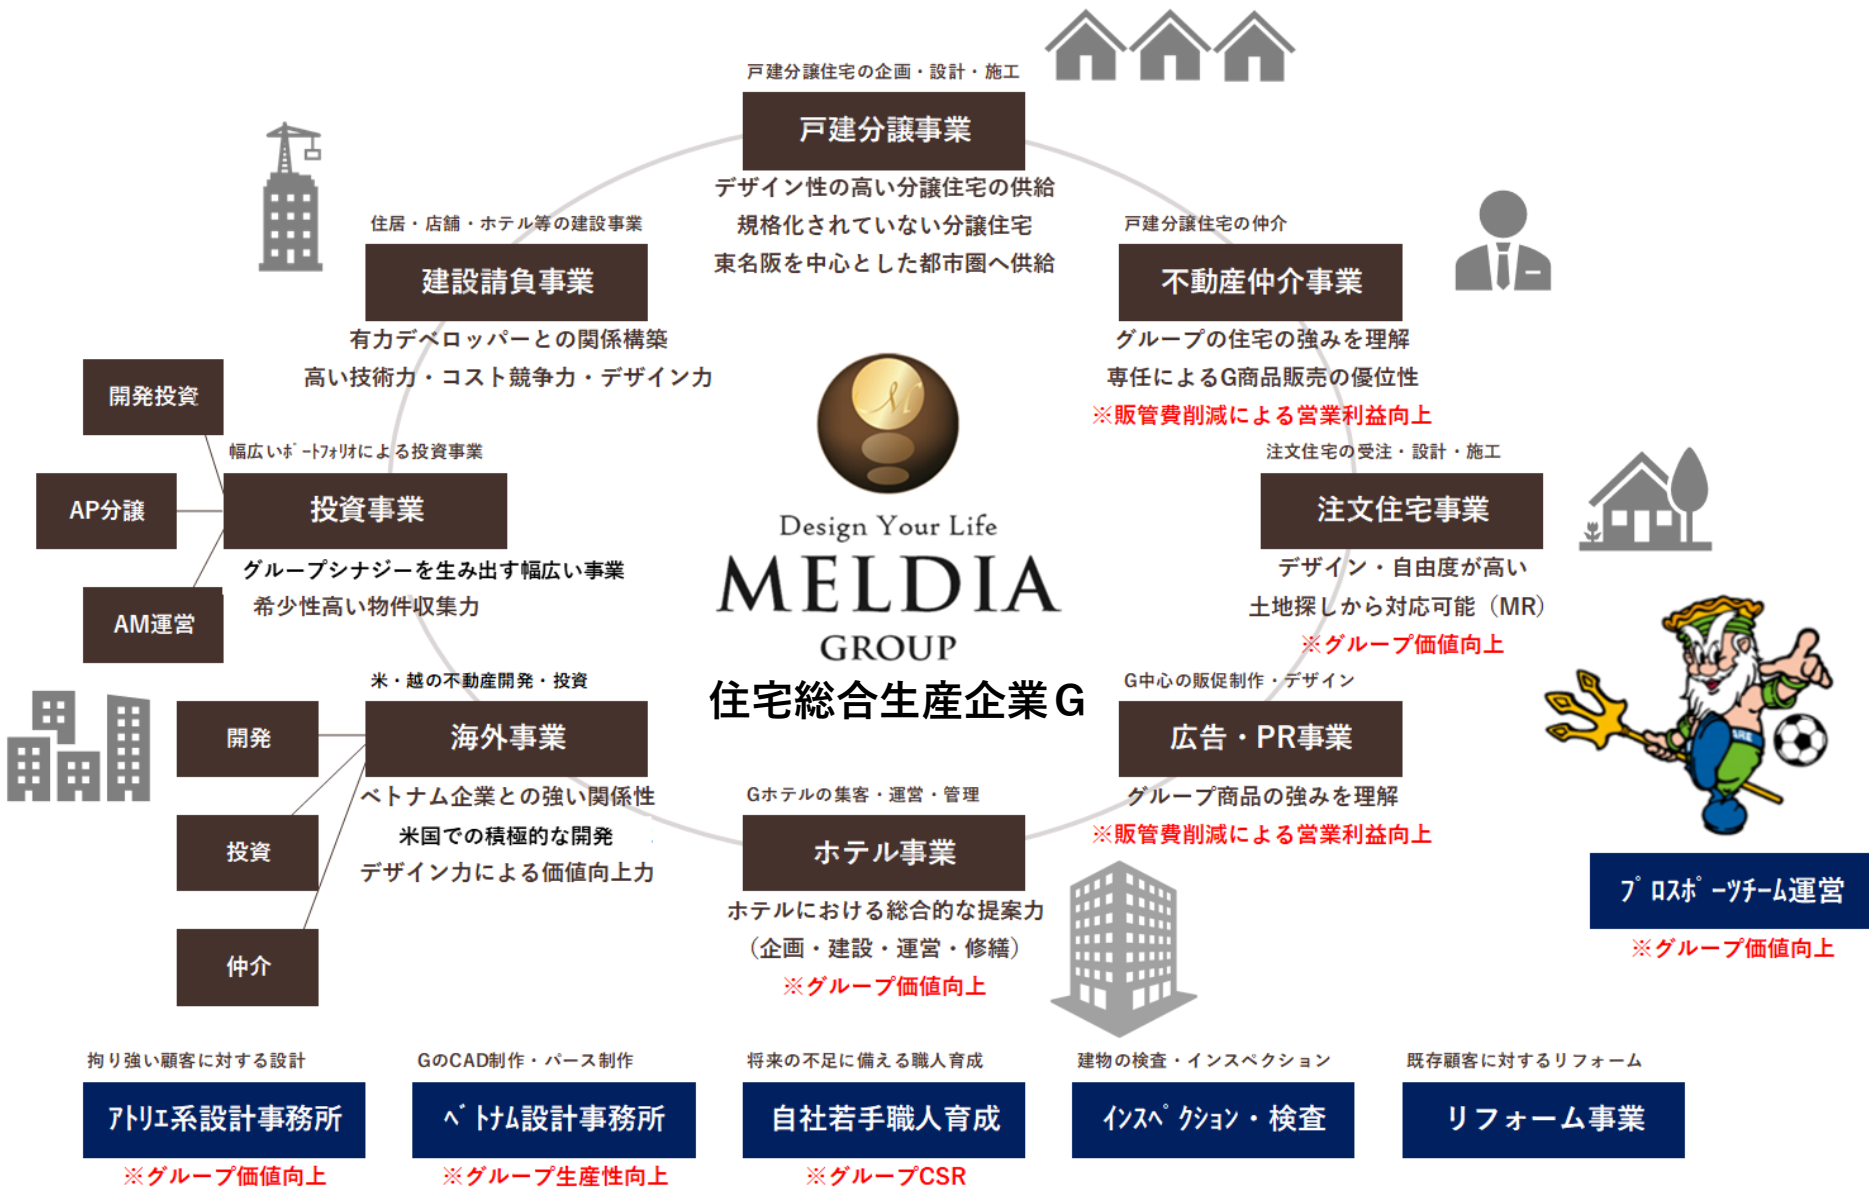 戸建分譲住宅の企画・設計・施工
戸建分譲事業
デザイン性の高い分譲住宅の供給
規格化されていない分譲住宅
東名阪を中心とした都市圏へ供給
住居・店舗・ホテル等の建設事業
建設請負事業
有力デベロッパーとの関係構築
高い技術力・コスト競争力・デザイン力
戸建分譲住宅の仲介
不動産仲介事業
グループの住宅の強みを理解
専任によるG商品販売の優位性
※販管費削減による営業利益向上
開発投資
AP分譲
AM運営
幅広いﾎﾟｰﾄﾌｫﾘｵによる投資事業
投資事業
グループシナジーを生み出す幅広い事業
希少性高い物件収集力
M
Design Your Life
MELDIA
GROUP
住宅総合生産企業G
注文住宅の受注・設計・施工
注文住宅事業
デザイン・自由度が高い
土地探しから対応可能（MR）
※グループ価値向上
米・越の不動産開発・投資
海外事業
ベトナム企業との強い関係性
米国での積極的な開発
デザイン力による価値向上力
開発
投資
仲介
Gホテルの集客・運営・管理
ホテル事業
ホテルにおける総合的な提案力
（企画・建設・運営・修繕）
※グループ価値向上
G中心の販促制作・デザイン
広告・PR事業
グループ商品の強みを理解
※販管費削減による営業利益向上
ﾌﾟﾛｽﾎﾟｰﾂﾁｰﾑ運営
※グループ価値向上
拘り強い顧客に対する設計
ｱﾄﾘｴ系設計事務所
※グループ価値向上
GのCAD制作・パース制作
ﾍﾞﾄﾅﾑ設計事務所
※グループ生産性向上
将来の不足に備える職人育成
自社若手職人育成
※グループCSR
建物の検査・インスペクション
ｲﾝｽﾍﾟｸｼｮﾝ・検査
既存顧客に対するリフォーム
リフォーム事業